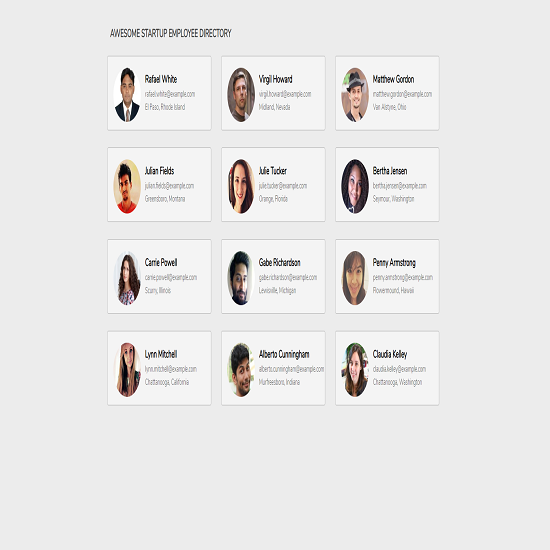 AWESOME STARTUP EMPLOYEE DIRECTORY
Rafael White
rafael.white@example.com
El Paso, Rhode Island
Virgil Howard
virgil.howard@example.com
Midland, Nevada
Matthew Gordon
matthew.gordon@example.com
Van Alstyne, Ohio
Julian Fields
julian.fields@example.com
Greensboro, Montana
Julie Tucker
julie.tucker@example.com
Orange, Florida
Bertha Jensen
bertha.jensen@example.com
Seymour, Washington
Carrie Powell
carrie.powell@example.com
Scurry, Illinois
Gabe Richardson
gabe.richardson@example.com
Lewisville, Michigan
Penny Armstrong
penny.armstrong@example.com
Flowermound, Hawaii
Lynn Mitchell
lynn.mitchell@example.com
Chattanooga, California
Alberto Cunningham
alberto.cunningham@example.com
Murfreesboro, Indiana
Claudia Kelley
claudia.kelley@example.com
Chattanooga, Washington